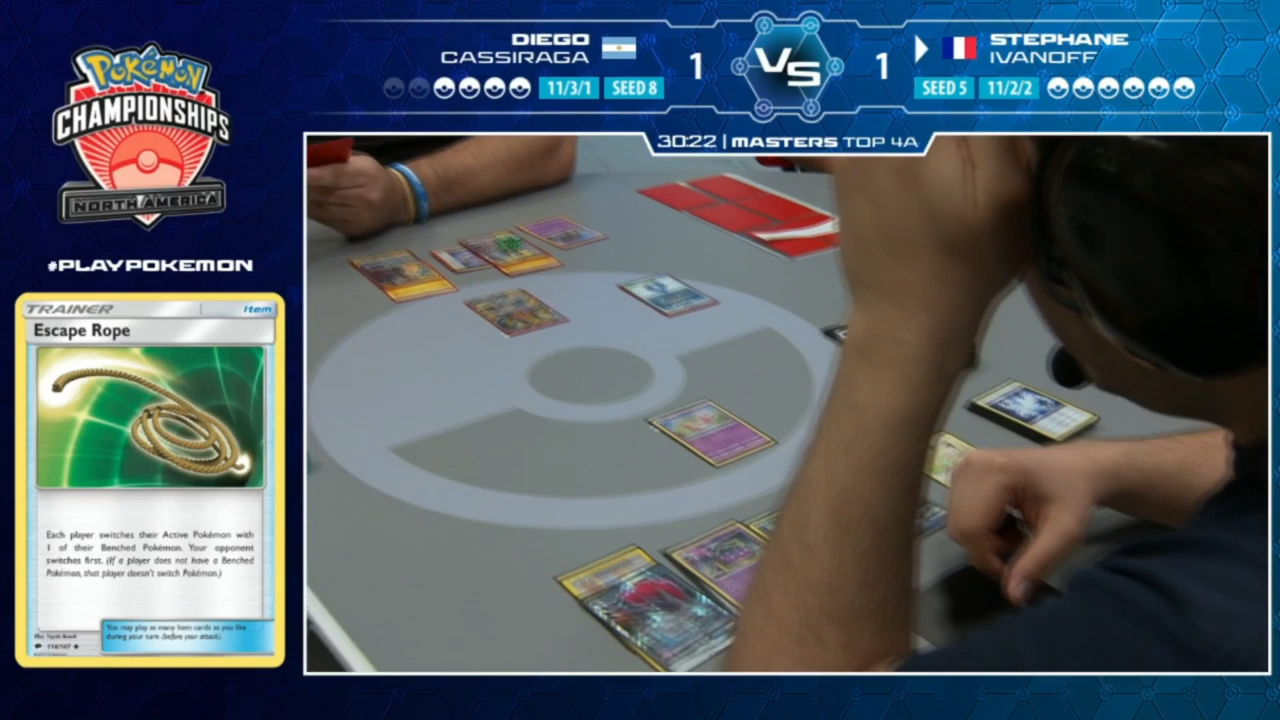 DIEGO
CASSIRAGA
11/3/1
SEED 8
1
VS
1
STEPHANE
IVANOFF
SEED 5
11/2/2
30:22 | MASTERS TOP 4A
POKéMON
CHAMPIONSHIPS
NORTH AMERICA
#PLAYPOKEMON
TRAINER
Item
Escape Rope
Each player switches their Active Pokémon with
1 of their Benched Pokémon. Your opponent
switches first. (If a player does not have a Benched
Pokémon, that player doesn't switch Pokémon.)
You may play as many Item cards as you like
during your turn (before your attack).